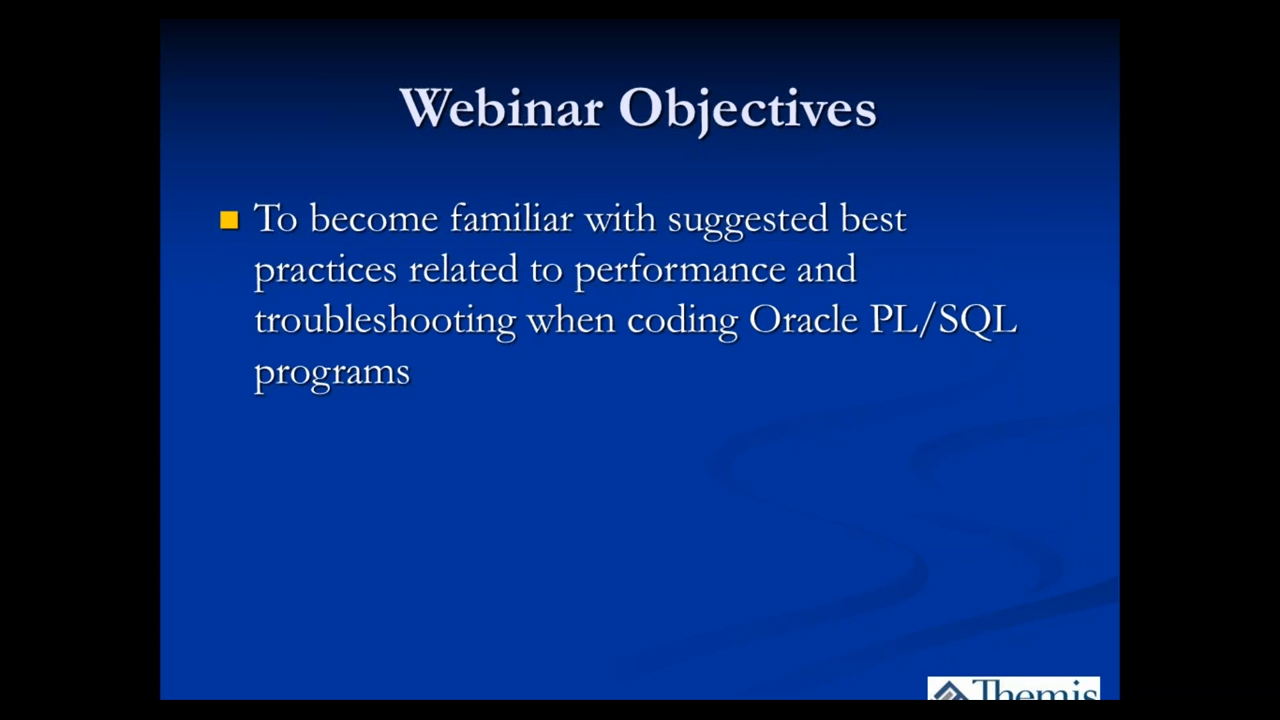 Webinar Objectives
To become familiar with suggested best
practices related to performance and
troubleshooting when coding Oracle PL/SQL
programs
Themis